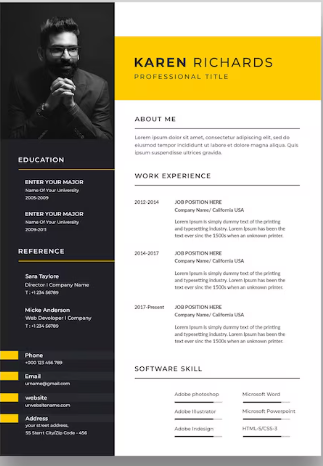 KAREN RICHARDS
PROFESSIONAL TITLE
ABOUT ME
Lorem ipsum dolor sit amet, consectetur adipiscing elit, sed do
eiusmod tempor incididunt ut labore et dolore magna aliqua. Quis
ipsum suspendisse ultrices gravida.
WORK EXPERIENCE
2012-2014
JOB POSITION HERE
Company Name/ California USA
Lorem Ipsum is simply dummy text of the printing
and typesetting industry. Lorem Ipsum has been the
text ever sinc the 1500s when an unknown printer.
2014-2017
JOB POSITION HERE
Company Name/ California USA
Lorem Ipsum is simply dummy text of the printing
and typesetting industry. Lorem Ipsum has been the
text ever sinc the 1500s when an unknown printer.
2017-Present
JOB POSITION HERE
Company Name/ California USA
Lorem Ipsum is simply dummy text of the printing
and typesetting industry. Lorem Ipsum has been the
text ever sinc the 1500s when an unknown printer.
SOFTWARE SKILL
Adobe photoshop
Microsoft Word
Adobe Illustrator
Microsoft Powerpoint
Adobe Indesign
HTML-5/CSS-3
EDUCATION
ENTER YOUR MAJOR
Name Of Your University
2005-2009
ENTER YOUR MAJOR
Name Of Your University
2009-2011
REFERENCE
Sara Taylore
Director | Company Name
T : +1 234 56789
Micke Anderson
Web Developer | Company
T : +1 234 56789
Phone
+000 123 456 789
Email
urname@gmail.com
website
urwebsitename.com
Address
your street address,
SS Starr | City/Zip Code - 456